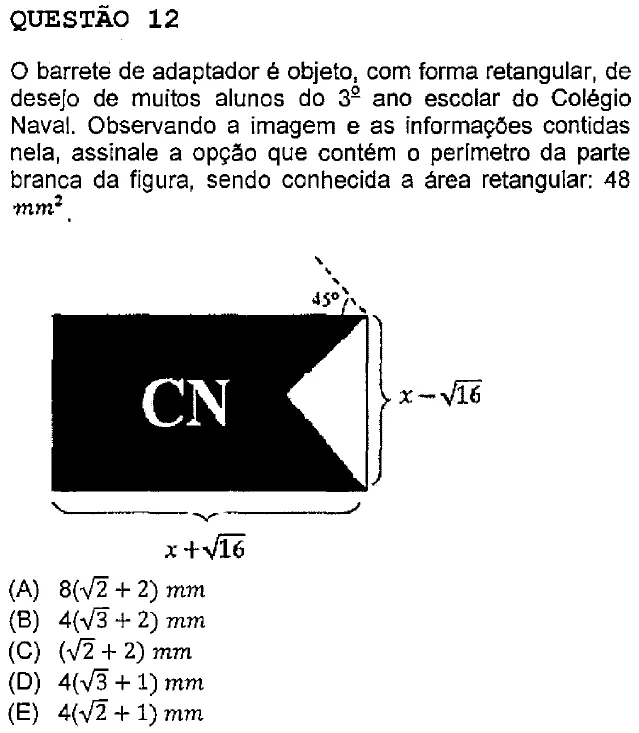 QUESTÃO 12
O barrete de adaptador é objeto, com forma retangular, de
desejo de muitos alunos do 3º ano escolar do Colégio
Naval. Observando a imagem e as informações contidas
nela, assinale a opção que contém o perímetro da parte
branca da figura, sendo conhecida a área retangular: 48
mm².
45°
CN
x − √16
x + √16
(A) 8(√2 + 2) mm
(B) 4(√3 + 2) mm
(C) (√2 + 2) mm
(D) 4(√3 + 1) mm
(E) 4(√2 + 1) mm